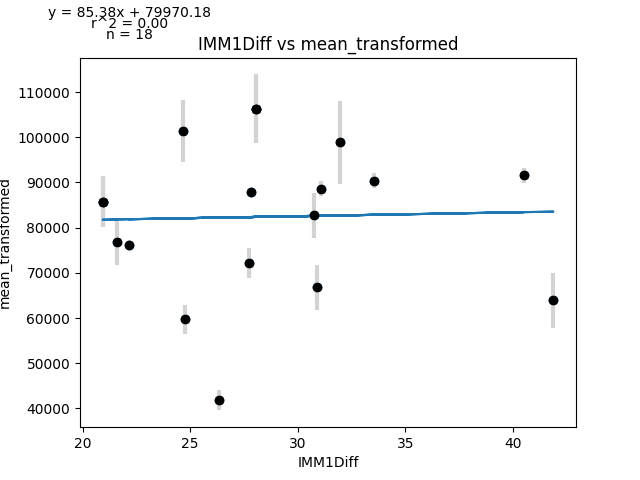 y = 85.38x + 79970.18
r^2 = 0.00
n = 18
IMM1Diff vs mean_transformed
110000
100000
90000
80000
70000
60000
50000
40000
mean_transformed
20
25
30
35
40
IMM1Diff